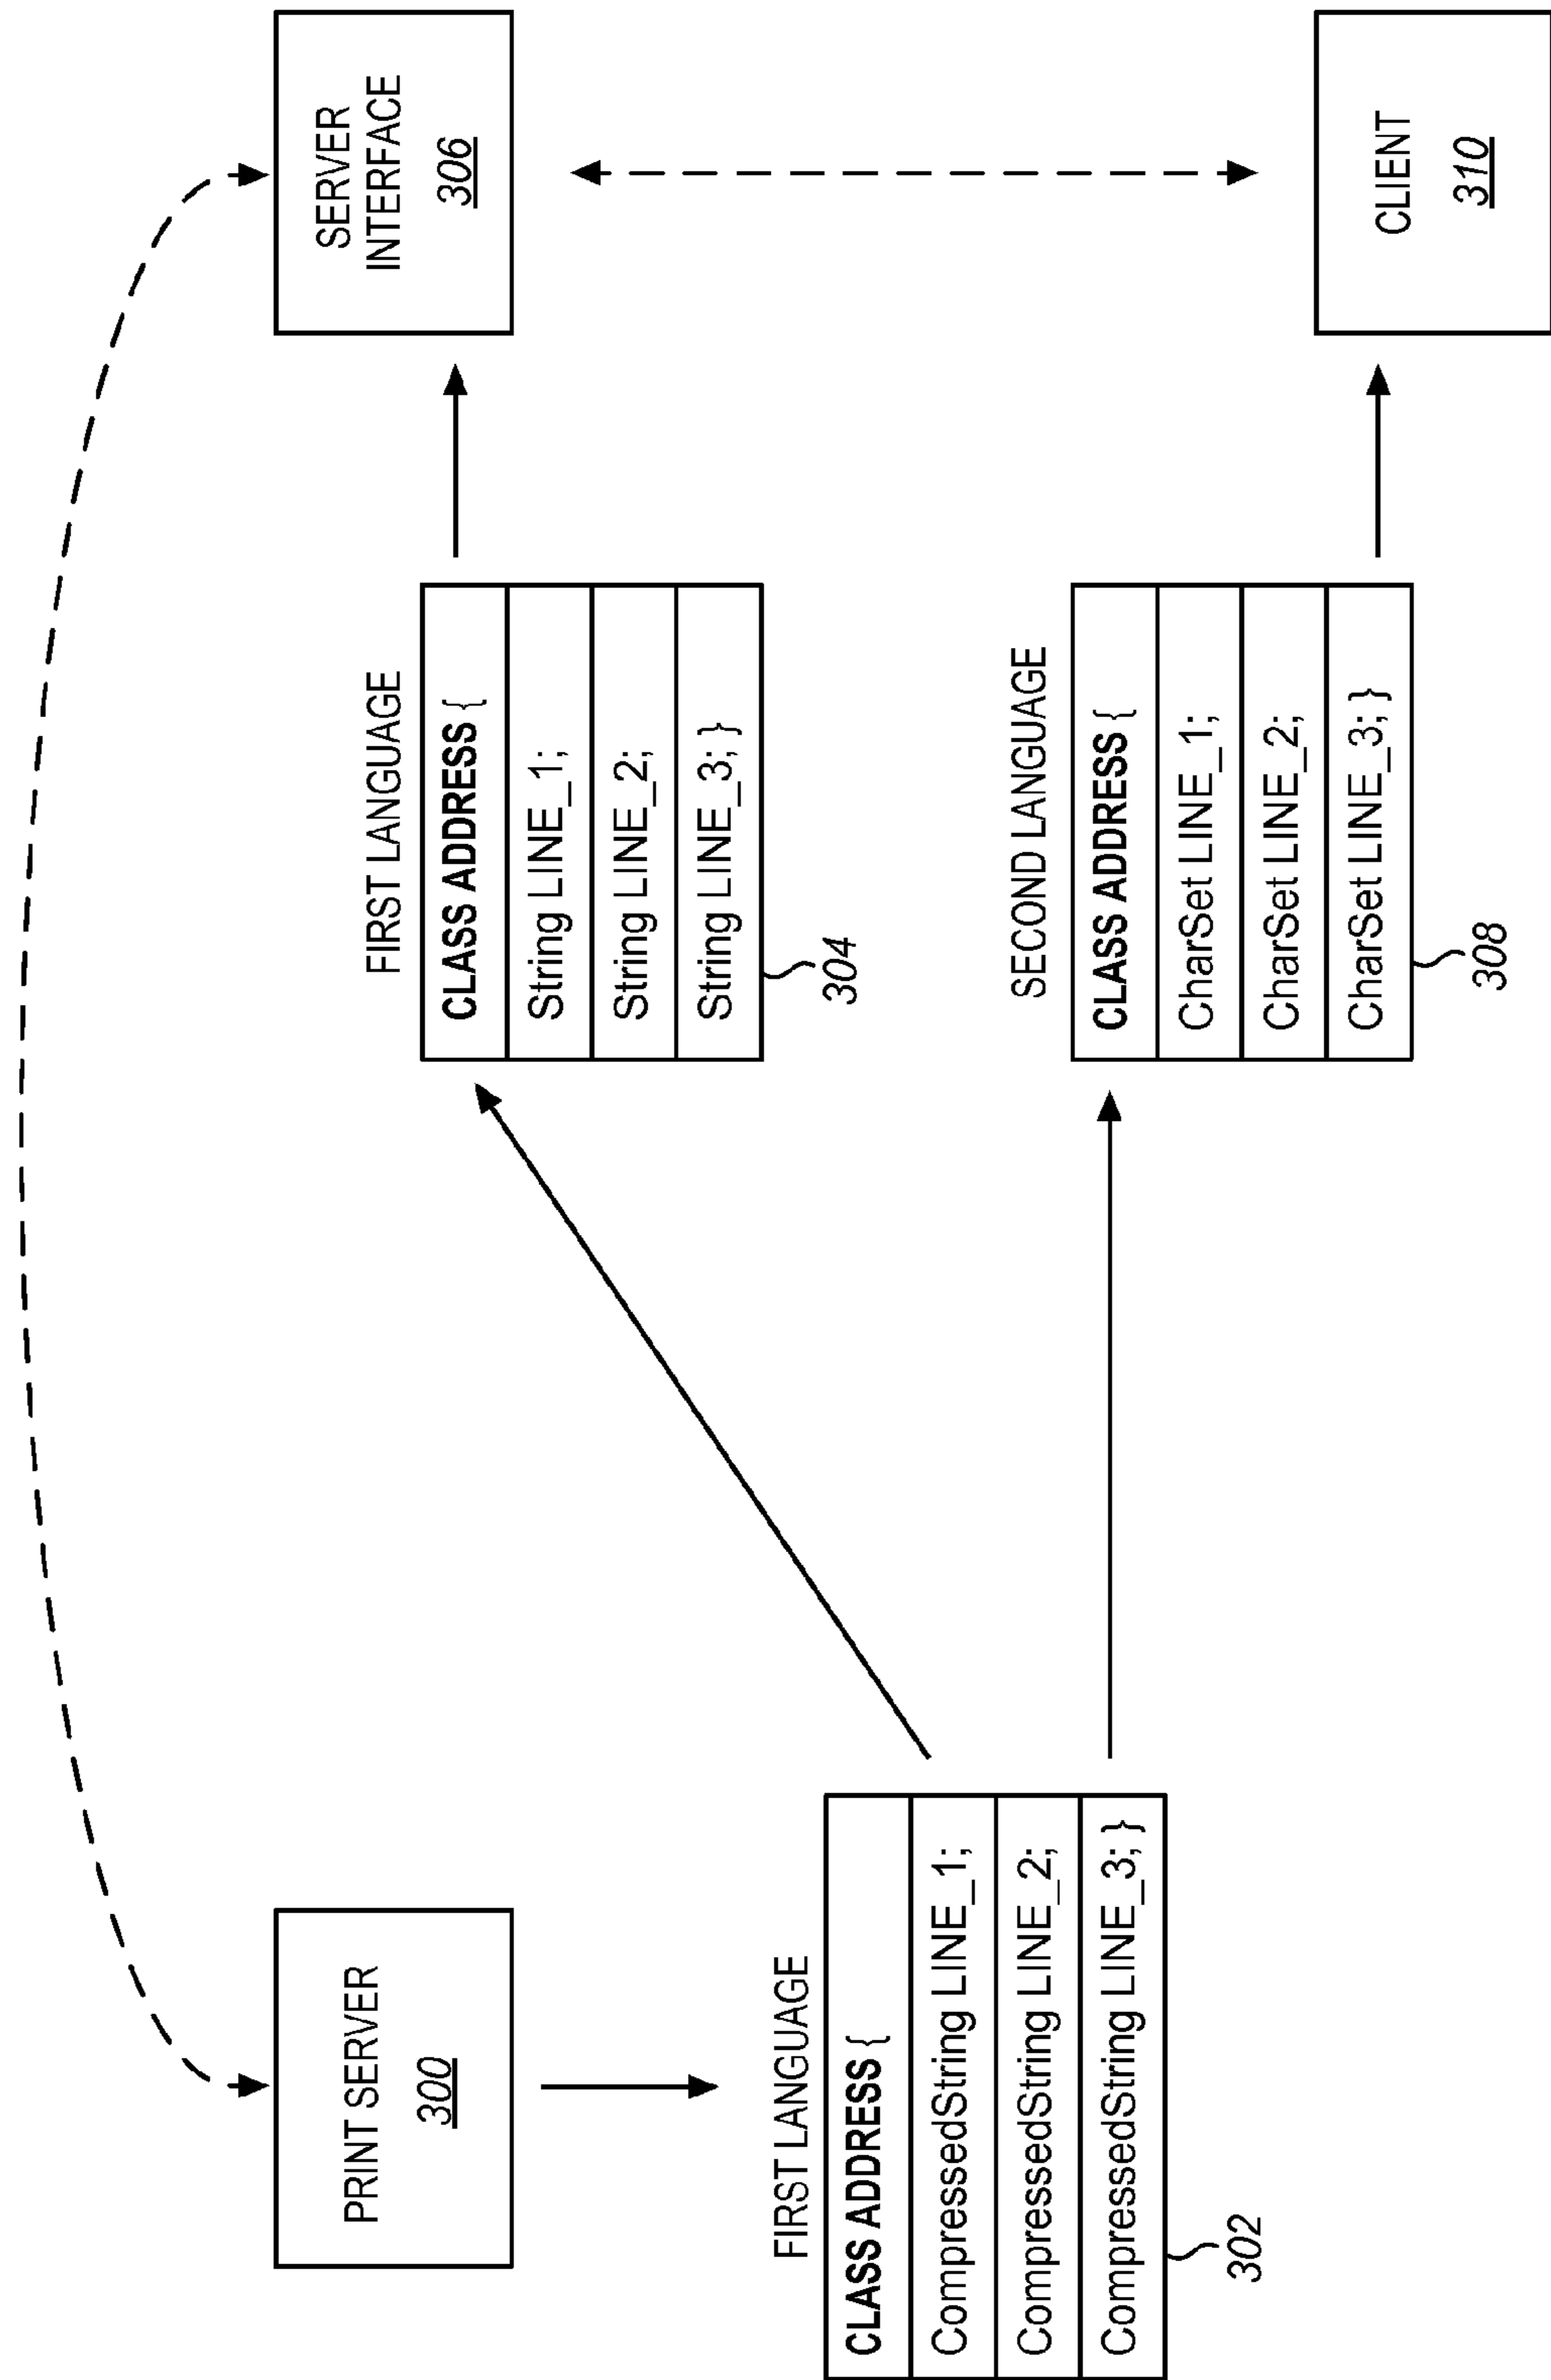 PRINT SERVER
300
SERVER
INTERFACE
306
FIRST LANGUAGE
CLASS ADDRESS {
String LINE_1;
String LINE_2;
String LINE_3; }
304
FIRST LANGUAGE
CLASS ADDRESS {
CompressedString LINE_1;
CompressedString LINE_2;
CompressedString LINE_3; }
302
SECOND LANGUAGE
CLASS ADDRESS {
CharSet LINE_1;
CharSet LINE_2;
CharSet LINE_3; }
308
CLIENT
310